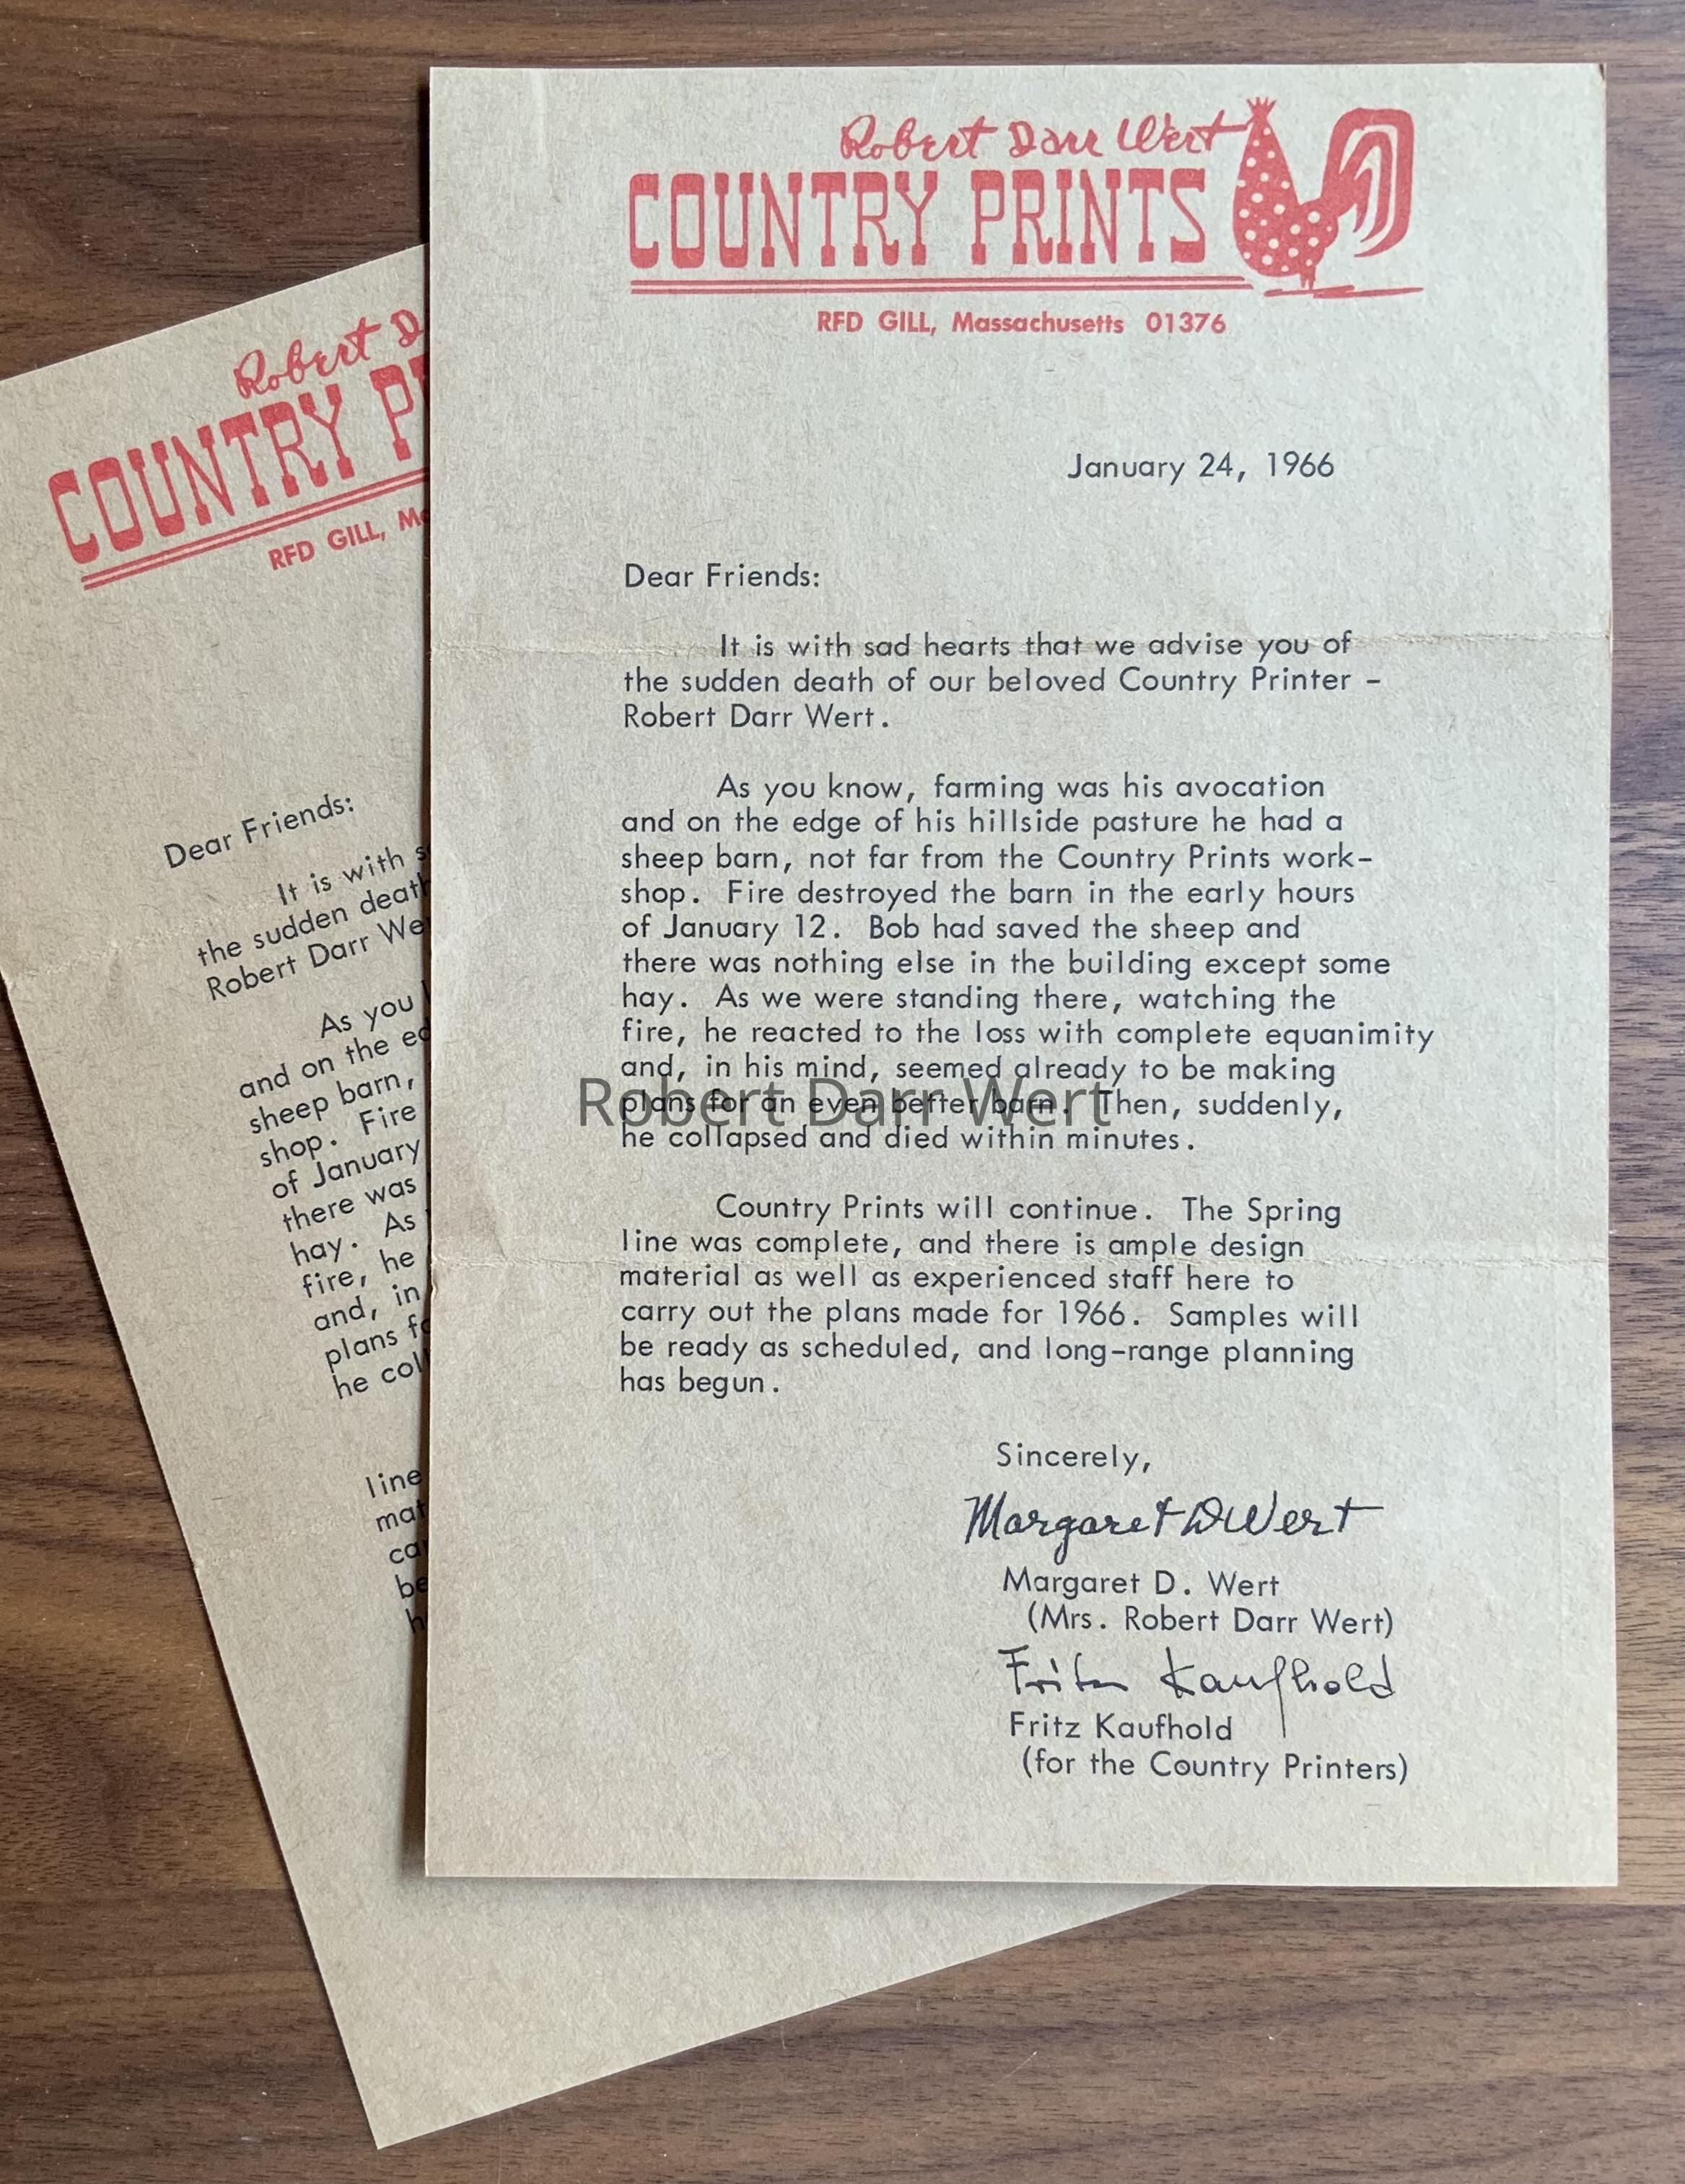 Robert Darr Wert
COUNTRY PRINTS
RFD GILL, Massachusetts 01376
January 24, 1966
Dear Friends:
It is with sad hearts that we advise you of
the sudden death of our beloved Country Printer -
Robert Darr Wert.
As you know, farming was his avocation
and on the edge of his hillside pasture he had a
sheep barn, not far from the Country Prints work-
shop. Fire destroyed the barn in the early hours
of January 12. Bob had saved the sheep and
there was nothing else in the building except some
hay. As we were standing there, watching the
fire, he reacted to the loss with complete equanimity
and, in his mind, seemed already to be making
plans for an even better barn. Then, suddenly,
he collapsed and died within minutes.
Country Prints will continue. The Spring
line was complete, and there is ample design
material as well as experienced staff here to
carry out the plans made for 1966. Samples will
be ready as scheduled, and long-range planning
has begun.
Sincerely,
Margaret D Wert
Margaret D. Wert
(Mrs. Robert Darr Wert)
Fritz Kaufhold
Fritz Kaufhold
(for the Country Printers)
Robert Darr Wert
Robert D
COUNTRY P
RFD GILL, M
Dear Friends:
It is with s
the sudden death
Robert Darr We
As you
and on the ed
sheep barn,
shop. Fire
of January
there was
hay. As
fire, he
and, in
plans fo
he col
line
mat
ca
be
h